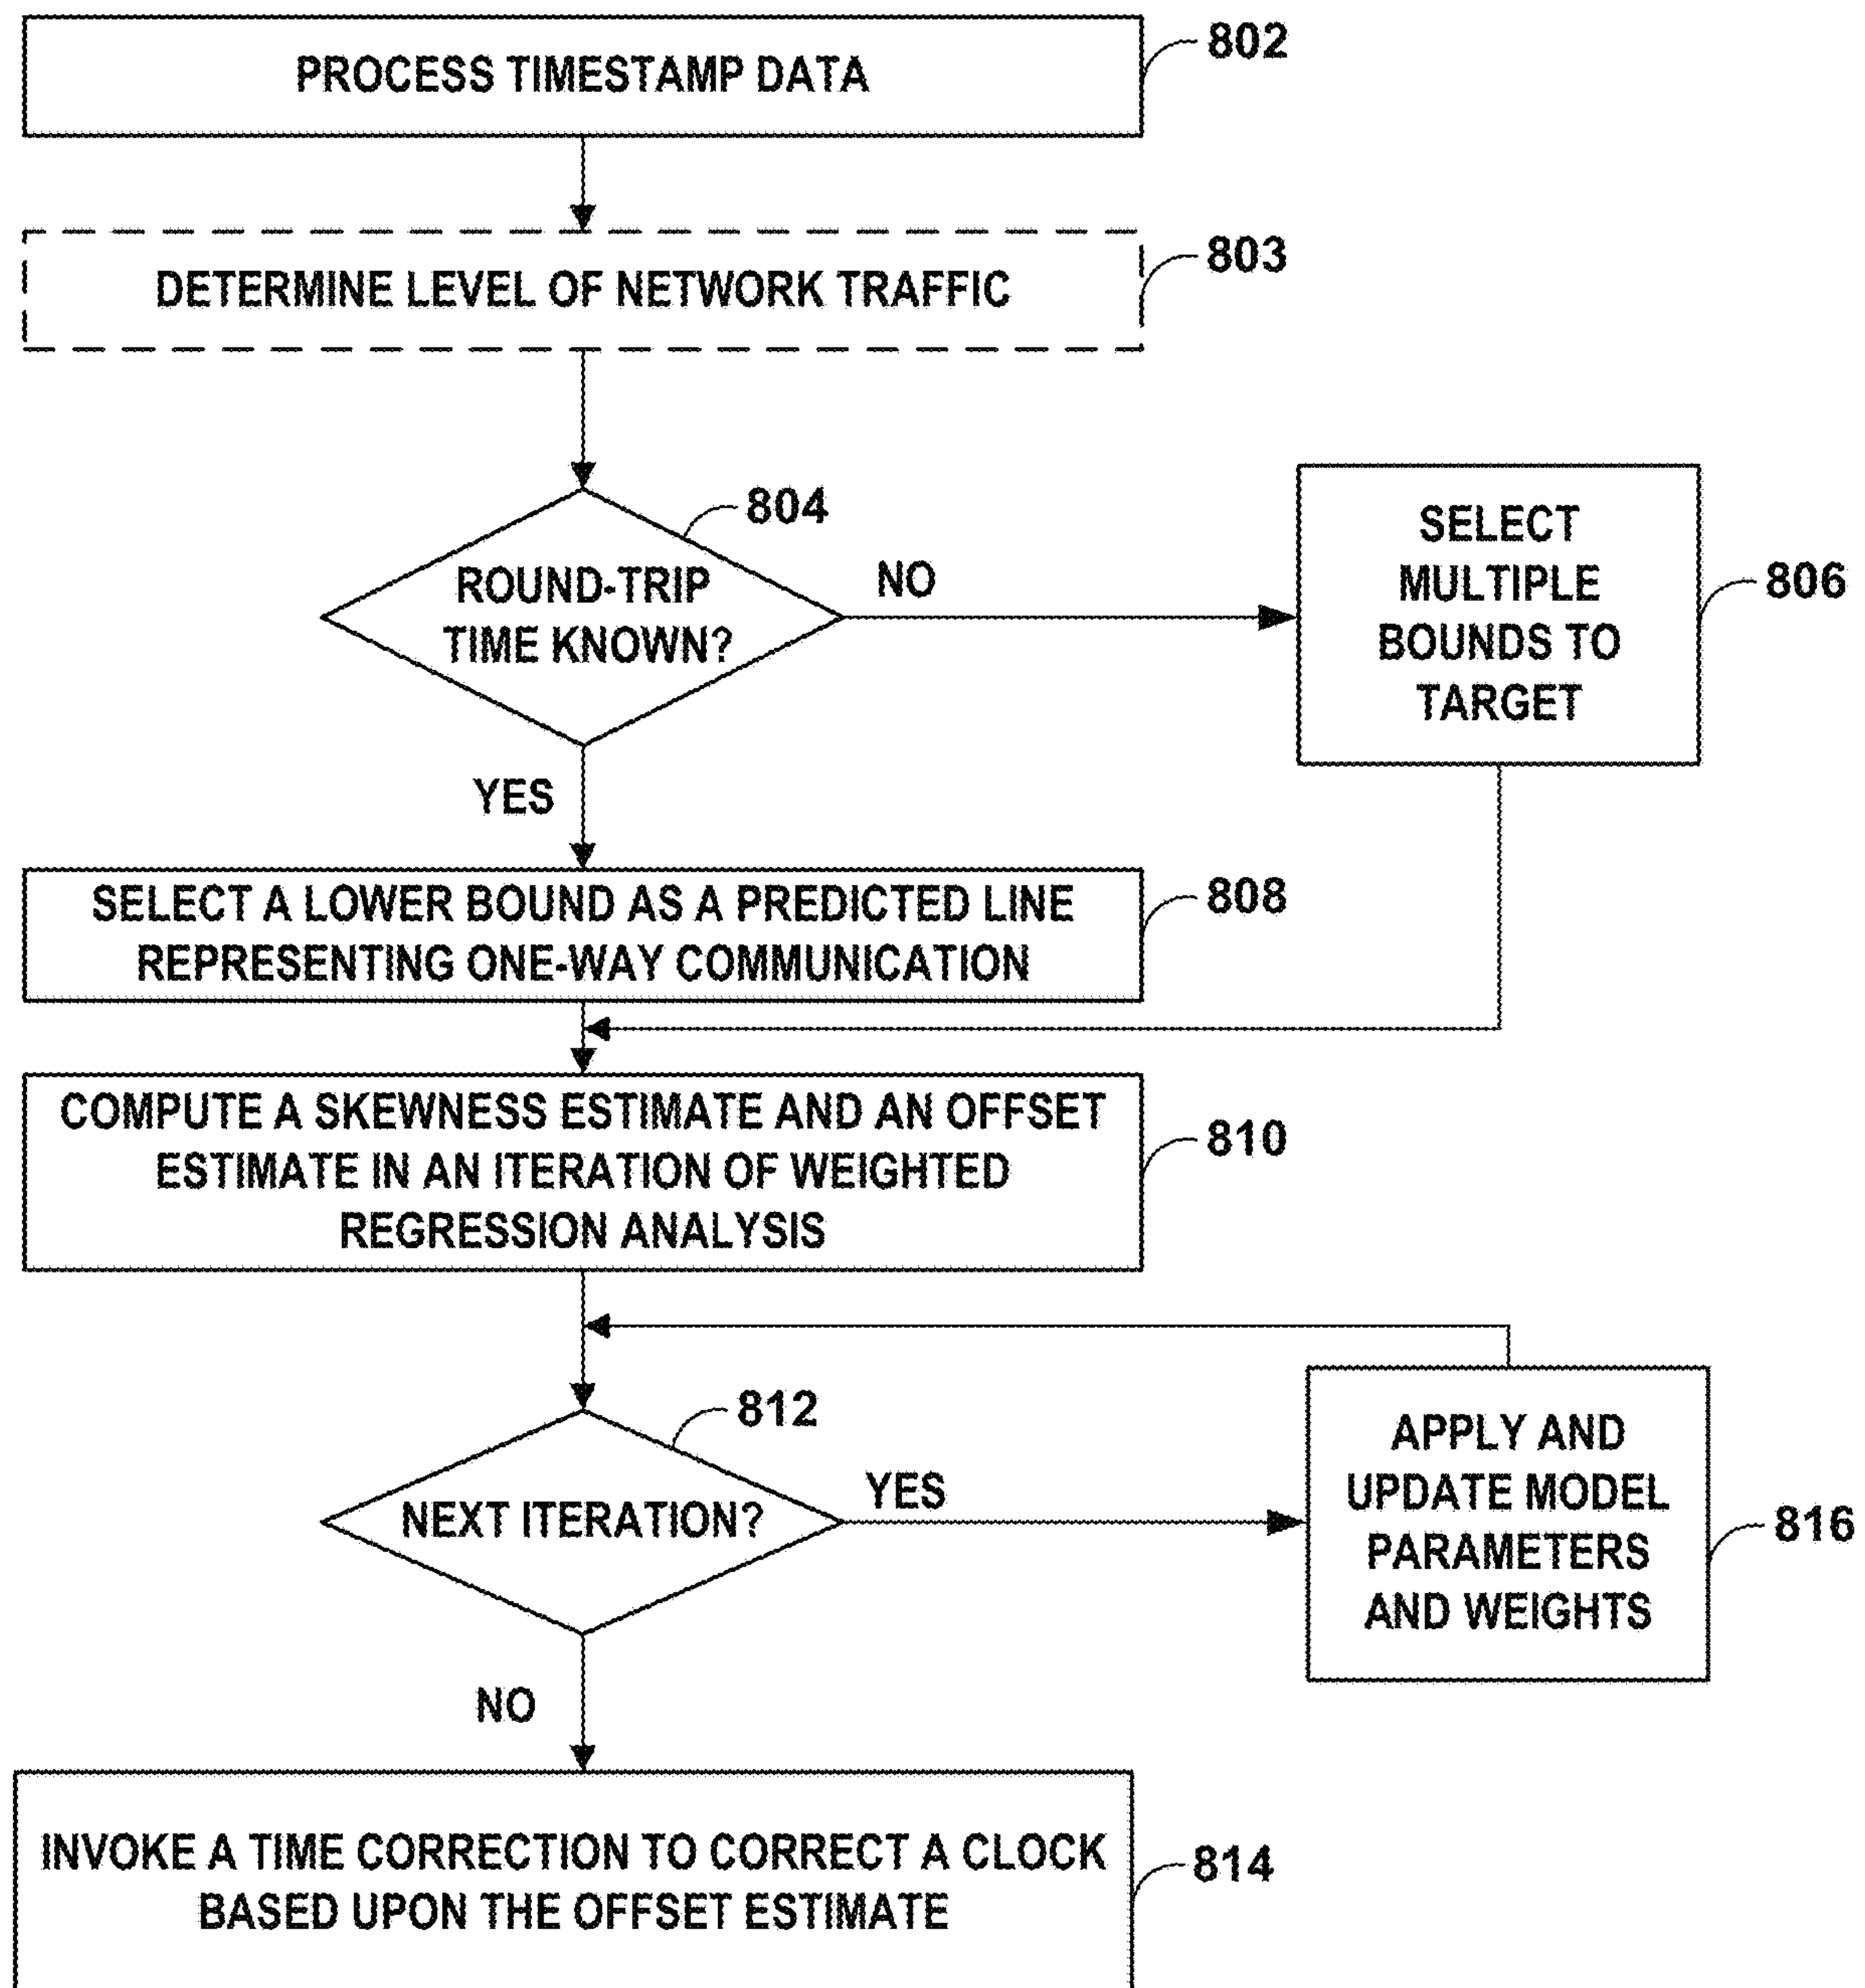 PROCESS TIMESTAMP DATA
802
DETERMINE LEVEL OF NETWORK TRAFFIC
803
804
ROUND-TRIP
TIME KNOWN?
NO
YES
SELECT
MULTIPLE
BOUNDS TO
TARGET
806
SELECT A LOWER BOUND AS A PREDICTED LINE
REPRESENTING ONE-WAY COMMUNICATION
808
COMPUTE A SKEWNESS ESTIMATE AND AN OFFSET
ESTIMATE IN AN ITERATION OF WEIGHTED
REGRESSION ANALYSIS
810
812
NEXT ITERATION?
YES
NO
APPLY AND
UPDATE MODEL
PARAMETERS
AND WEIGHTS
816
INVOKE A TIME CORRECTION TO CORRECT A CLOCK
BASED UPON THE OFFSET ESTIMATE
814